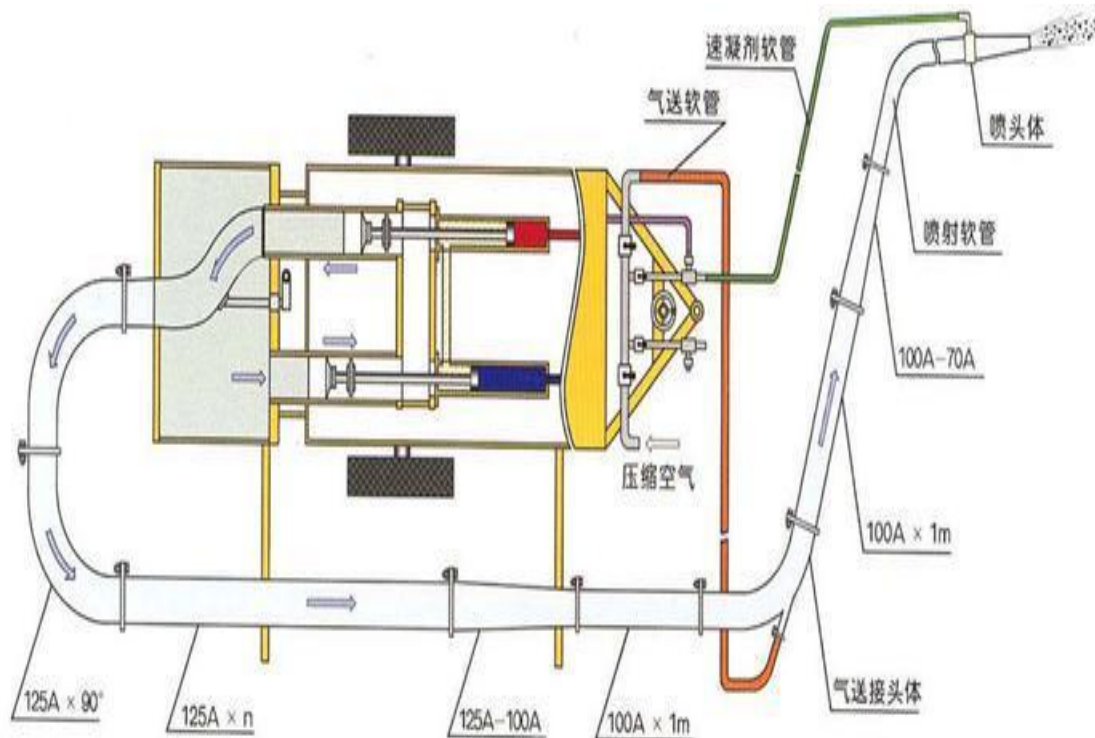 速凝剂软管
气送软管
喷头体
喷射软管
100A-70A
压缩空气
100A × 1m
气送接头体
125A × 90°
125A × n
125A-100A
100A × 1m